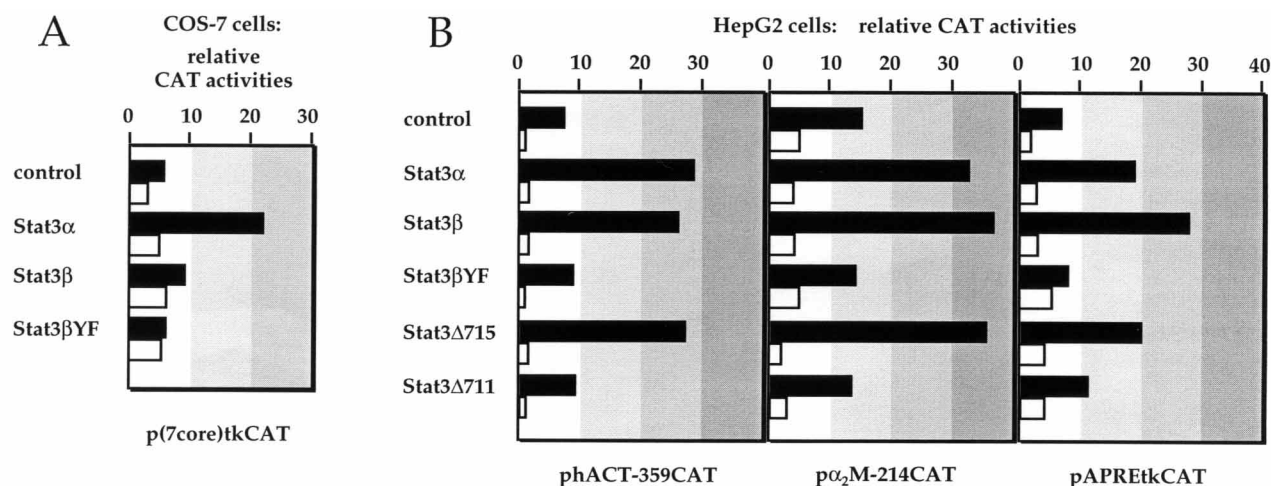 A
COS-7 cells:
relative
CAT activities
0 10 20 30
control
Stat3α
Stat3β
Stat3βYF
p(7core)tkCAT
B
HepG2 cells: relative CAT activities
0 10 20 30 0 10 20 30 0 10 20 30 40
control
Stat3α
Stat3β
Stat3βYF
Stat3Δ715
Stat3Δ711
phACT-359CAT pα₂M-214CAT pAPREtkCAT